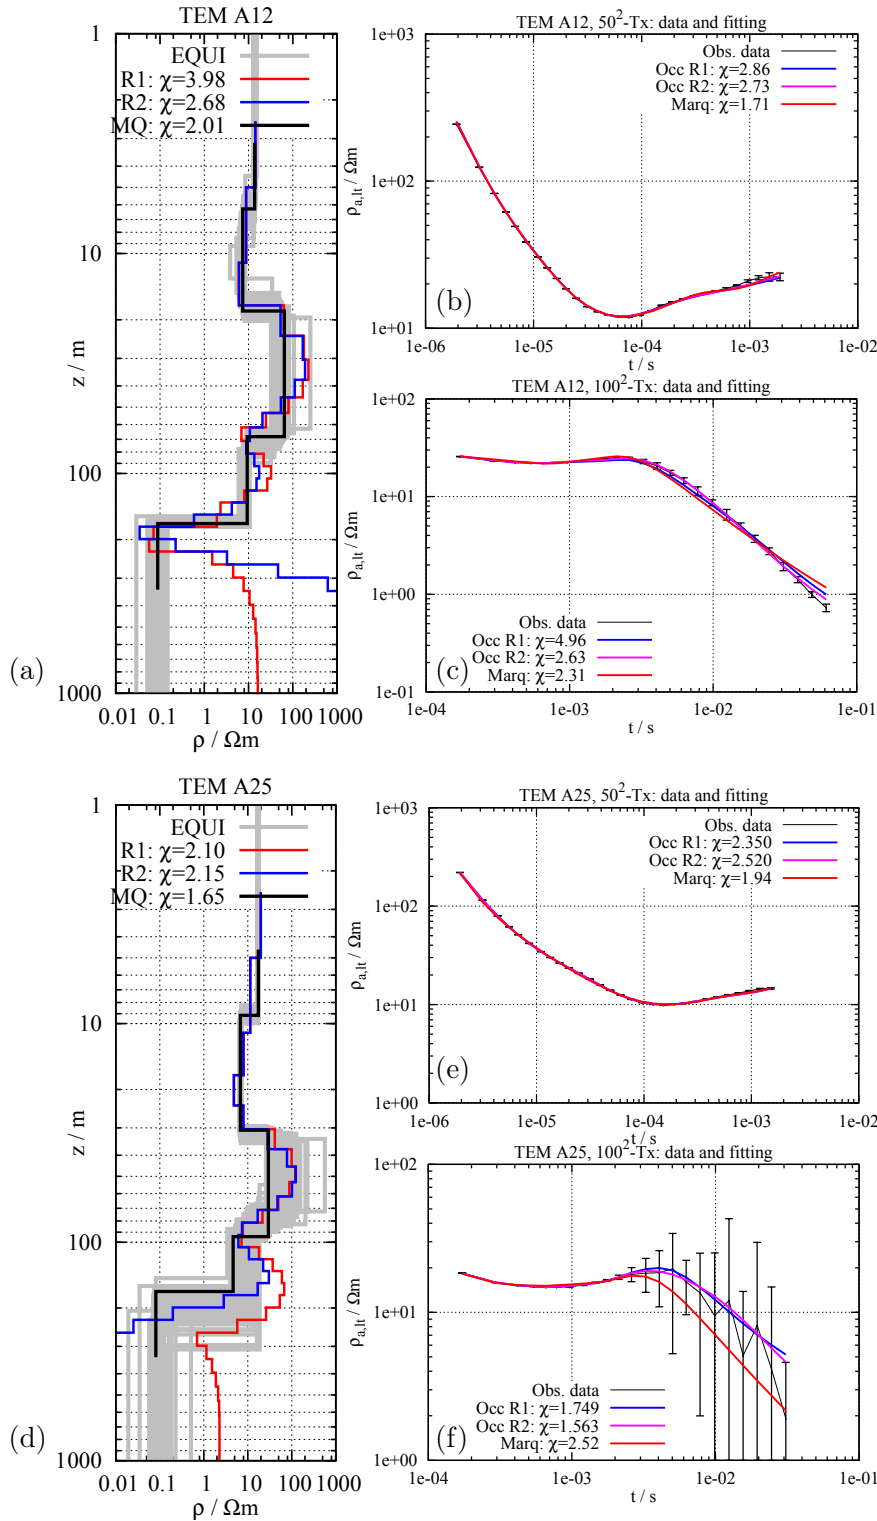 TEM A12
1
10
100
1000
z / m
EQUI
R1: χ=3.98
R2: χ=2.68
MQ: χ=2.01
0.01 0.1 1 10 100 1000
ρ / Ωm
(a)
TEM A12, 50²-Tx: data and fitting
1e+03
1e+02
1e+01
ρa,lt / Ωm
Obs. data
Occ R1: χ=2.86
Occ R2: χ=2.73
Marq: χ=1.71
(b)
1e-06 1e-05 1e-04 1e-03 1e-02
t / s
TEM A12, 100²-Tx: data and fitting
1e+02
1e+01
1e+00
1e-01
ρa,lt / Ωm
Obs. data
Occ R1: χ=4.96
Occ R2: χ=2.63
Marq: χ=2.31
(c)
1e-04 1e-03 1e-02 1e-01
t / s
TEM A25
1
10
100
1000
z / m
EQUI
R1: χ=2.10
R2: χ=2.15
MQ: χ=1.65
0.01 0.1 1 10 100 1000
ρ / Ωm
(d)
TEM A25, 50²-Tx: data and fitting
1e+03
1e+02
1e+01
1e+00
ρa,lt / Ωm
Obs. data
Occ R1: χ=2.350
Occ R2: χ=2.520
Marq: χ=1.94
(e)
1e-06 1e-05 1e-04 1e-03 1e-02
t / s
TEM A25, 100²-Tx: data and fitting
1e+02
1e+01
1e+00
ρa,lt / Ωm
Obs. data
Occ R1: χ=1.749
Occ R2: χ=1.563
Marq: χ=2.52
(f)
1e-04 1e-03 1e-02 1e-01
t / s